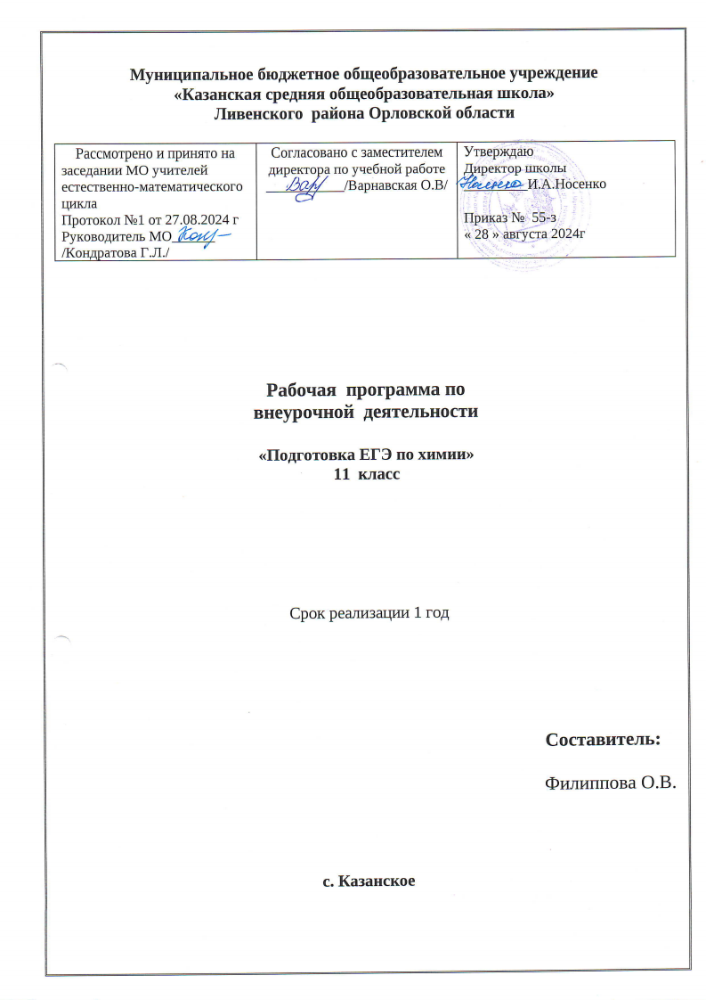 Муниципальное бюджетное общеобразовательное учреждение
«Казанская средняя общеобразовательная школа»
Ливенского района Орловской области
Рассмотрено и принято на
заседании МО учителей
естественно-математического
цикла
Протокол №1 от 27.08.2024 г
Руководитель МО______
/Кондратова Г.Л./
Согласовано с заместителем
директора по учебной работе
___________/Варнавская О.В/
Утверждаю
Директор школы
_________И.А.Носенко
Приказ № 55-з
« 28 » августа 2024г
Рабочая программа по
внеурочной деятельности
«Подготовка ЕГЭ по химии»
11 класс
Срок реализации 1 год
Составитель:
Филиппова О.В.
с. Казанское